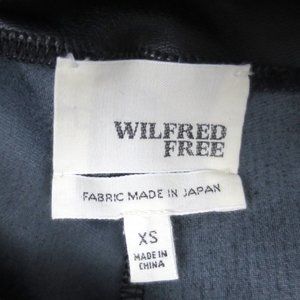 WILFRED
FREE
FABRIC MADE IN JAPAN
XS
MADE IN
CHINA